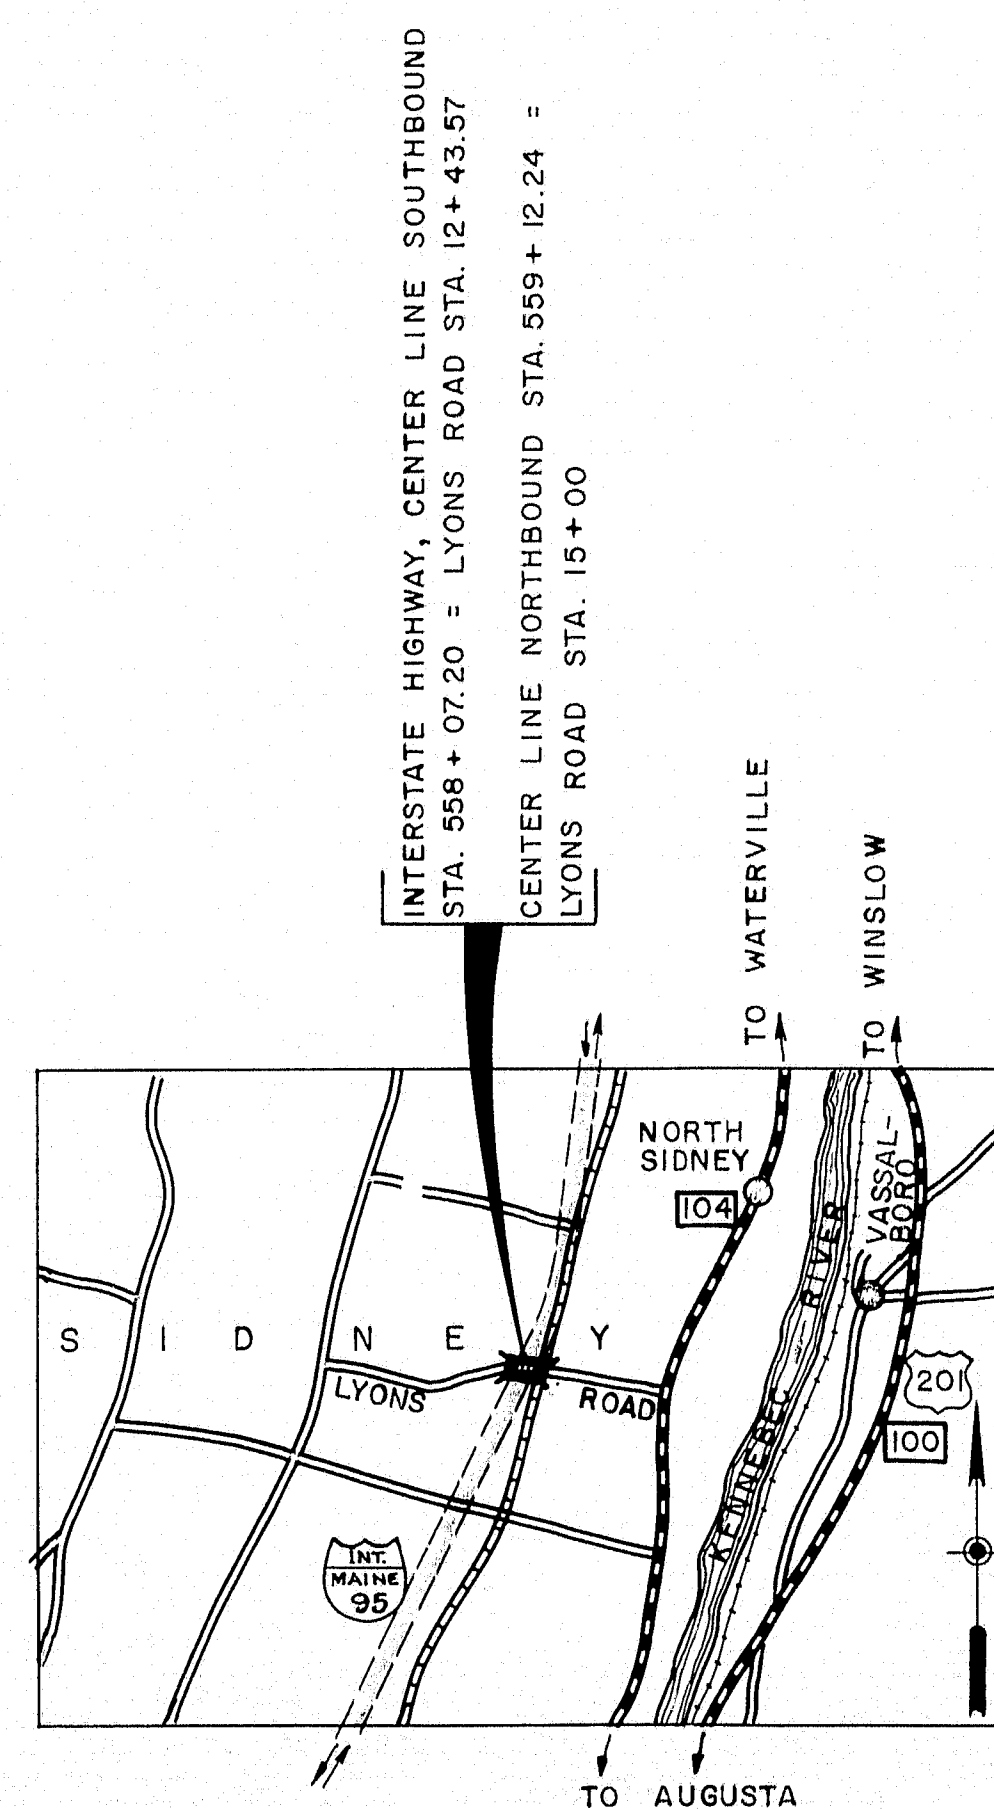 INTERSTATE HIGHWAY, CENTER LINE SOUTHBOUND
STA. 558 + 07.20 = LYONS ROAD STA. 12 + 43.57
CENTER LINE NORTHBOUND STA. 559 + 12.24 =
LYONS ROAD STA. 15 + 00
TO WATERVILLE
TO WINSLOW
NORTH
SIDNEY
104
VASSAL-
BORO
KENNEBEC RIVER
SIDNEY
LYONS ROAD
201
100
INT.
MAINE
95
TO AUGUSTA